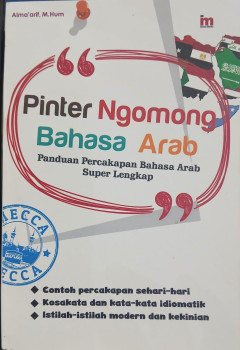 Alma'arif, M.Hum
im
Pinter Ngomong
Bahasa Arab
Panduan Percakapan Bahasa Arab
Super Lengkap
MECCA
MECCA
Contoh percakapan sehari-hari
Kosakata dan kata-kata idiomatik
Istilah-istilah modern dan kekinian